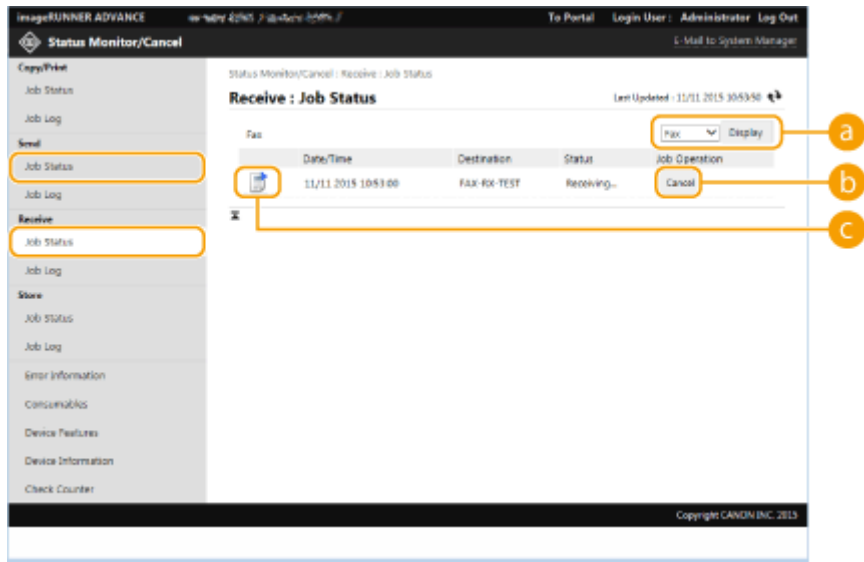 imageRUNNER ADVANCE
To Portal Login User : Administrator Log Out
Status Monitor/Cancel
E-Mail to System Manager
Copy/Print
Job Status
Job Log
Send
Job Status
Job Log
Receive
Job Status
Job Log
Store
Job Status
Job Log
Error Information
Consumables
Device Features
Device Information
Check Counter
Status Monitor/Cancel : Receive : Job Status
Receive : Job Status
Last Updated : 11/11 2015 10:53:50
Fax
Fax Display
Date/Time Destination Status Job Operation
11/11 2015 10:53:00 FAX-RX-TEST Receiving... Cancel
a
b
c
Copyright CANON INC. 2015